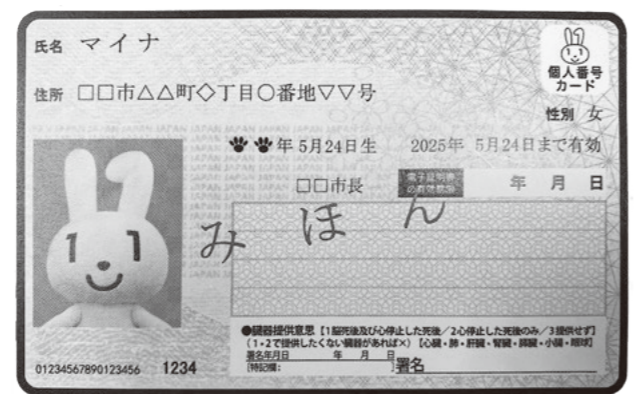 氏名 マイナ
個人番号
カード
住所 □□市△△町◇丁目○番地▽▽号
性別 女
年 5月24日生 2025年 5月24日まで有効
□□市長 電子証明書の有効期限 年 月 日
みほん
●臓器提供意思【1脳死後及び心停止した死後/2心停止した死後のみ/3提供せず】
(1・2で提供したくない臓器があれば×)【心臓・肺・肝臓・腎臓・膵臓・小腸・眼球】
署名年月日 年 月 日
[特記欄: ] 署名
01234567890123456 1234